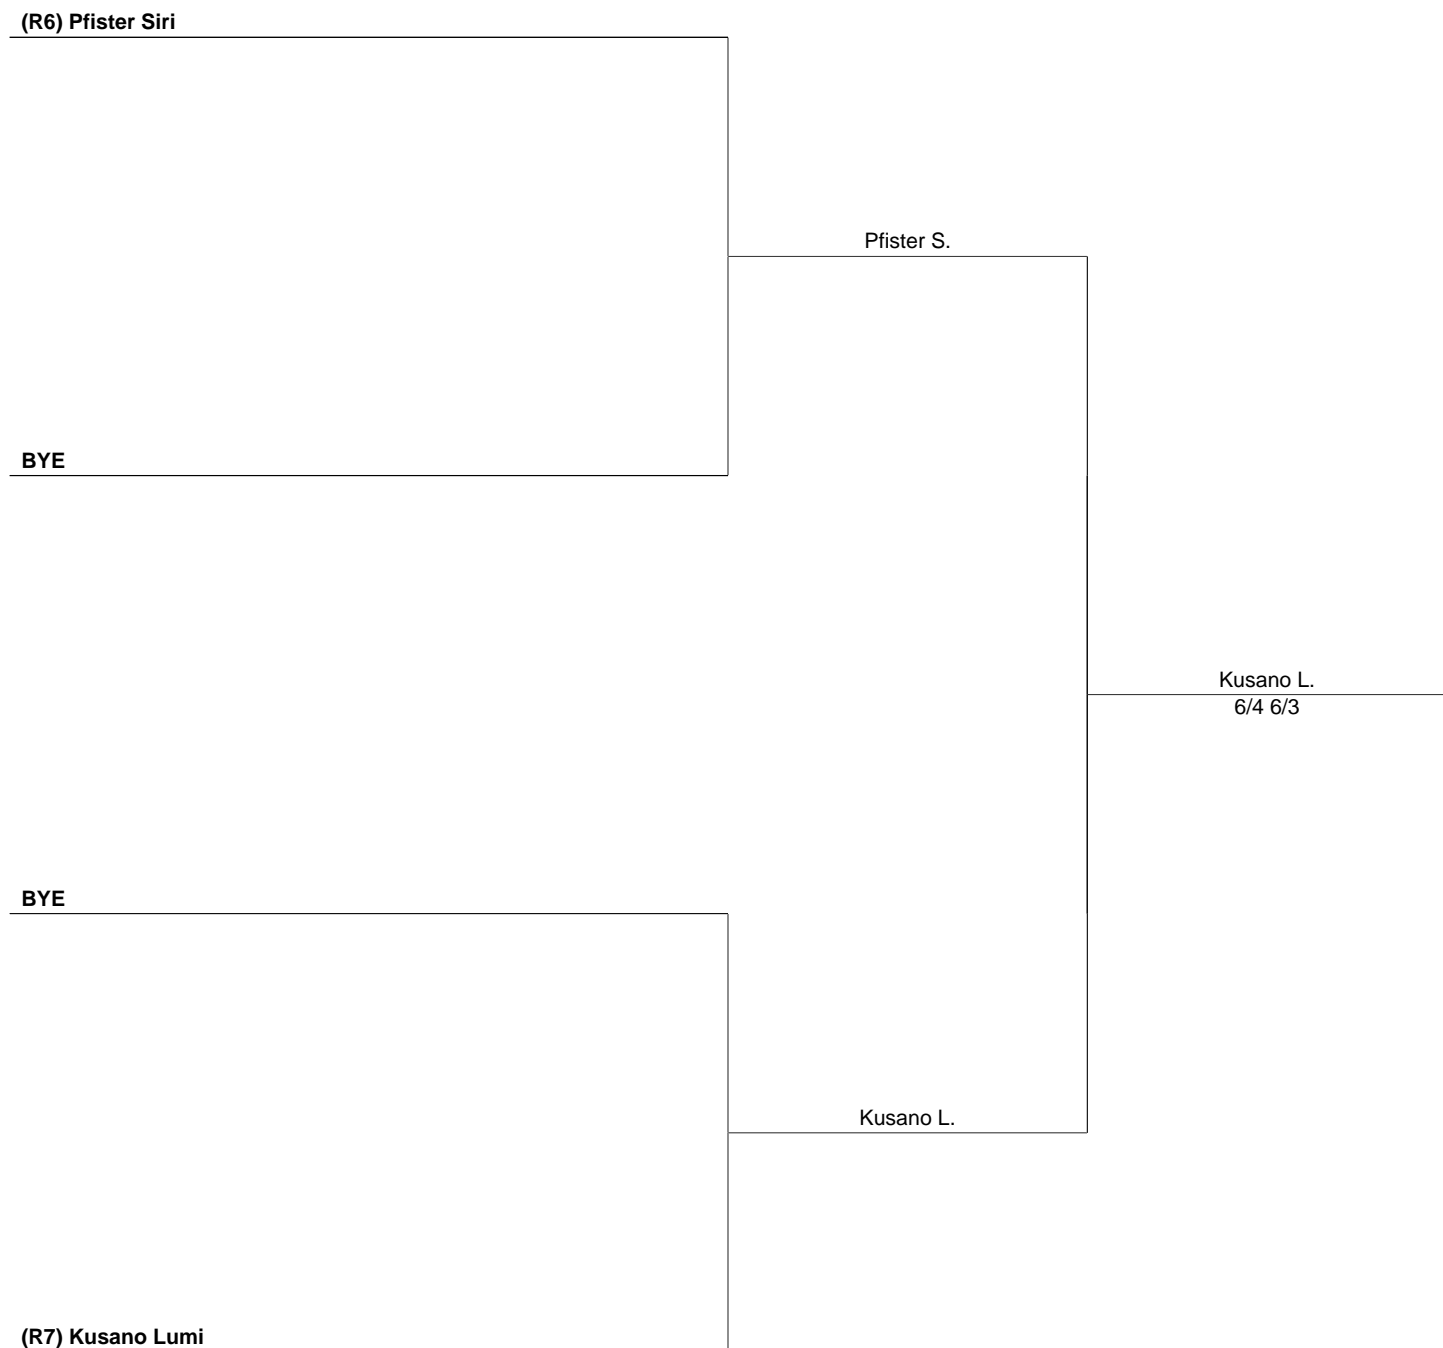 (R6) Pfister Siri
Pfister S.
BYE
Kusano L.
6/4 6/3
BYE
Kusano L.
(R7) Kusano Lumi